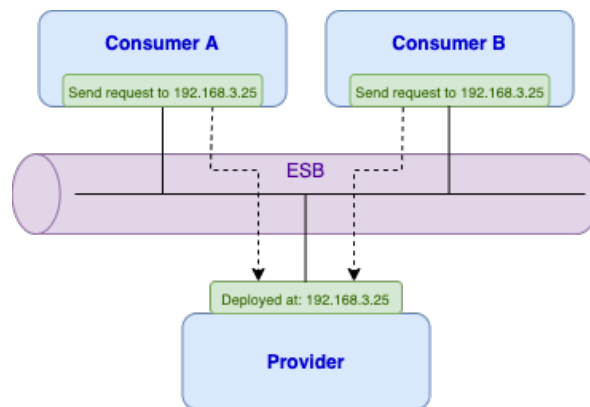 Consumer A
Consumer B
Send request to 192.168.3.25
Send request to 192.168.3.25
ESB
Deployed at: 192.168.3.25
Provider